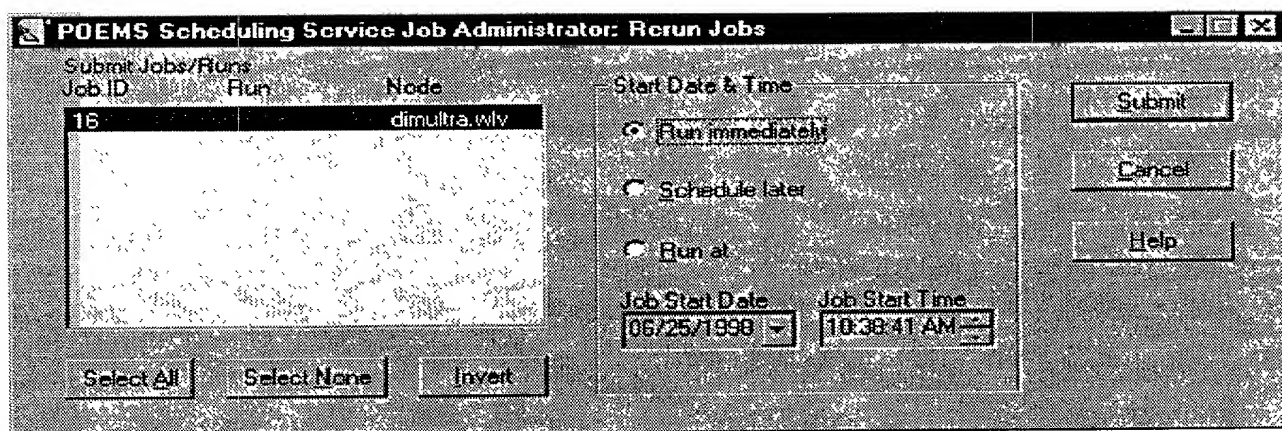 POEMS Scheduling Service Job Administrator: Rerun Jobs
Submit Jobs/Runs
Job ID Run Node
16 dimultra.wlv
Select All Select None Invert
Start Date & Time
Run immediately
Schedule later
Run at
Job Start Date Job Start Time
06/25/1998 10:38:41 AM
Submit
Cancel
Help